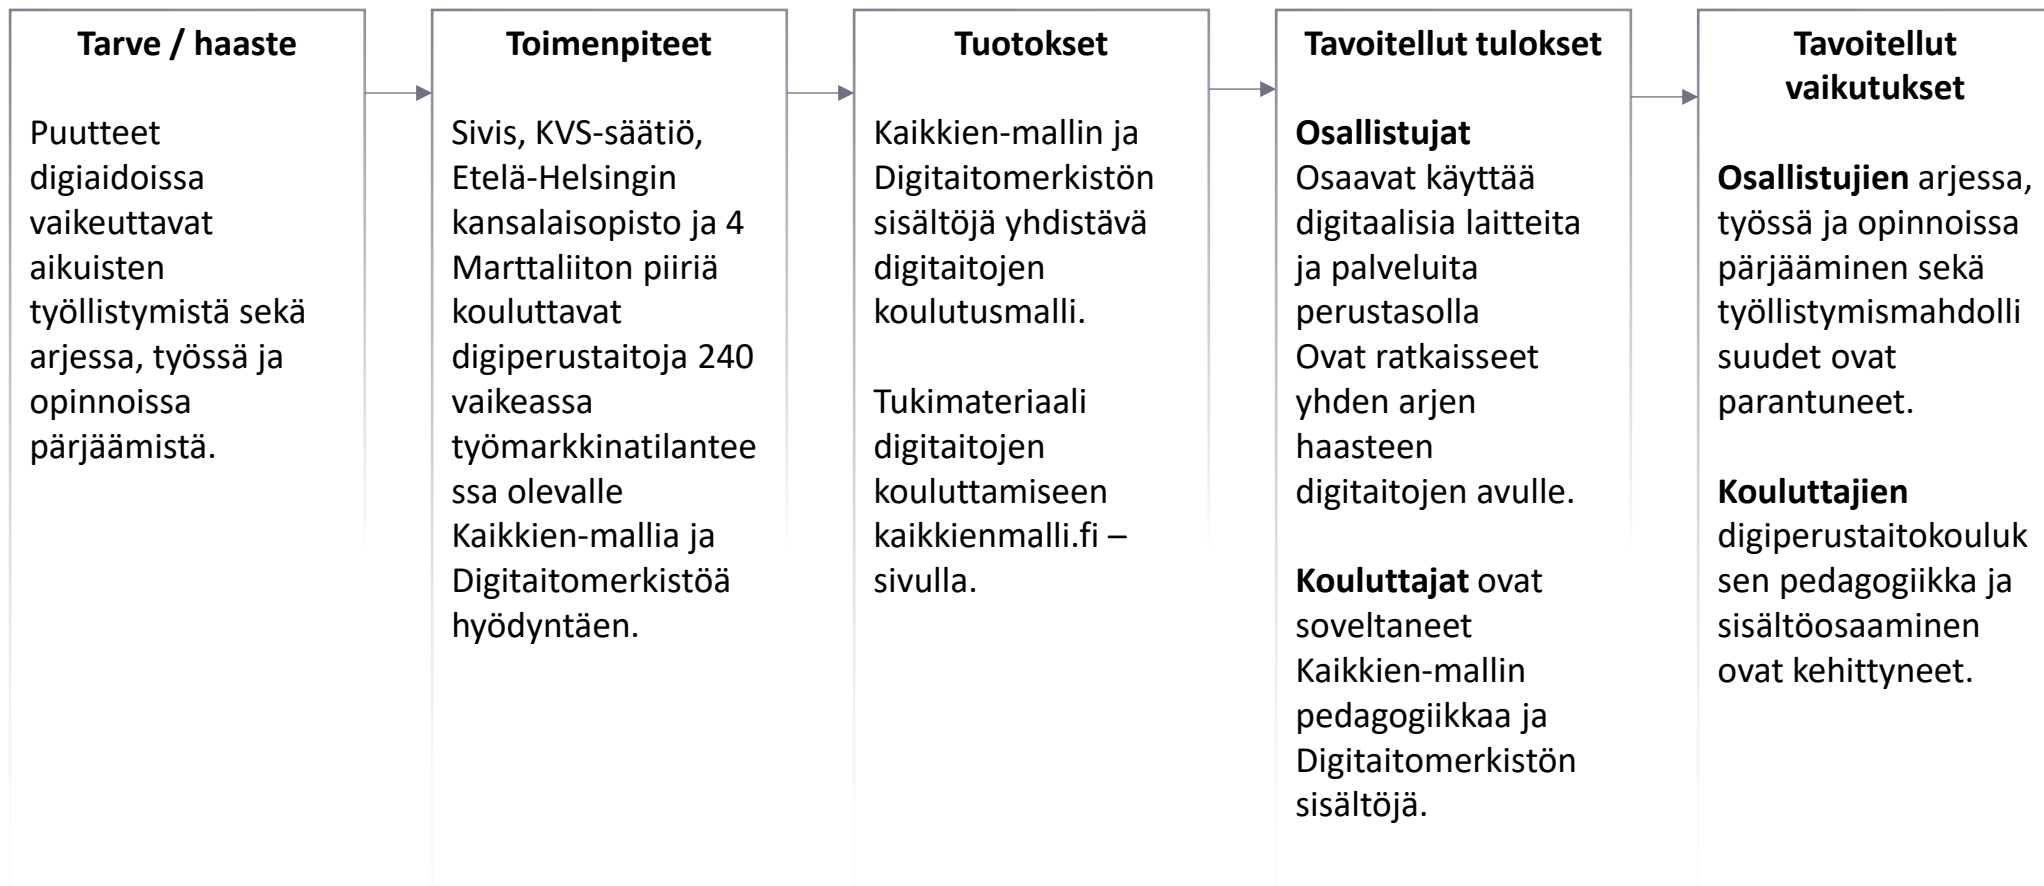 Tarve / haaste
Puutteet
digiaidoissa
vaikeuttavat
aikuisten
työllistymistä sekä
arjessa, työssä ja
opinnoissa
pärjäämistä.
Toimenpiteet
Sivis, KVS-säätiö,
Etelä-Helsingin
kansalaisopisto ja 4
Marttaliiton piiriä
kouluttavat
digiperustaitoja 240
vaikeassa
työmarkkinatilantee
ssa olevalle
Kaikkien-mallia ja
Digitaitomerkistöä
hyödyntäen.
Tuotokset
Kaikkien-mallin ja
Digitaitomerkistön
sisältöjä yhdistävä
digitaitojen
koulutusmalli.
Tukimateriaali
digitaitojen
kouluttamiseen
kaikkienmalli.fi –
sivulla.
Tavoitellut tulokset
Osallistujat
Osaavat käyttää
digitaalisia laitteita
ja palveluita
perustasolla
Ovat ratkaisseet
yhden arjen
haasteen
digitaitojen avulle.
Kouluttajat ovat
soveltaneet
Kaikkien-mallin
pedagogiikkaa ja
Digitaitomerkistön
sisältöjä.
Tavoitellut
vaikutukset
Osallistujien arjessa,
työssä ja opinnoissa
pärjääminen sekä
työllistymismahdolli
suudet ovat
parantuneet.
Kouluttajien
digiperustaitokouluk
sen pedagogiikka ja
sisältöosaaminen
ovat kehittyneet.